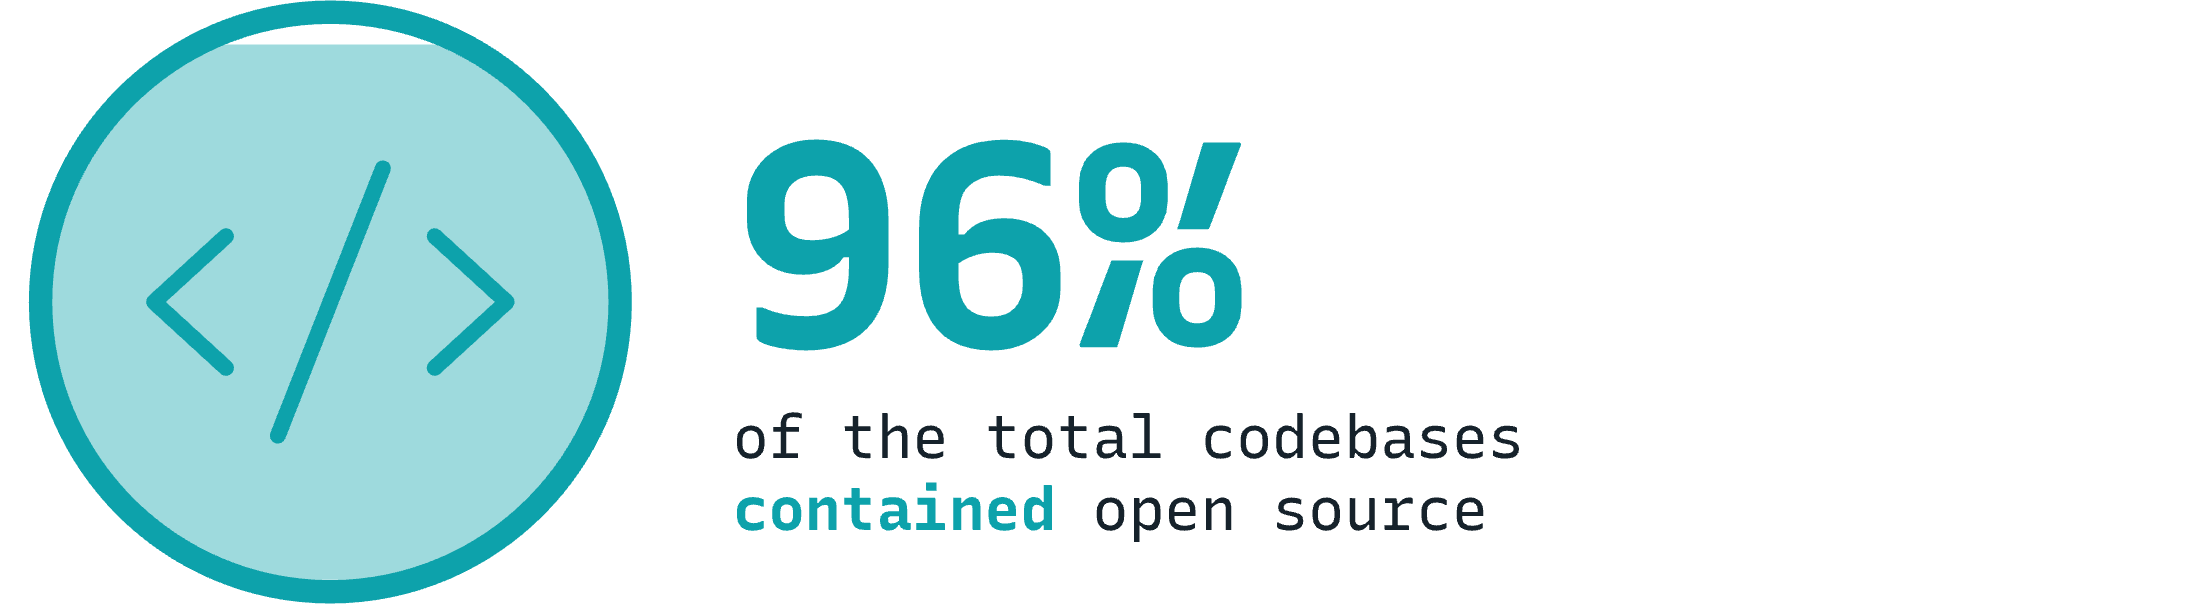 96%
of the total codebases
contained open source